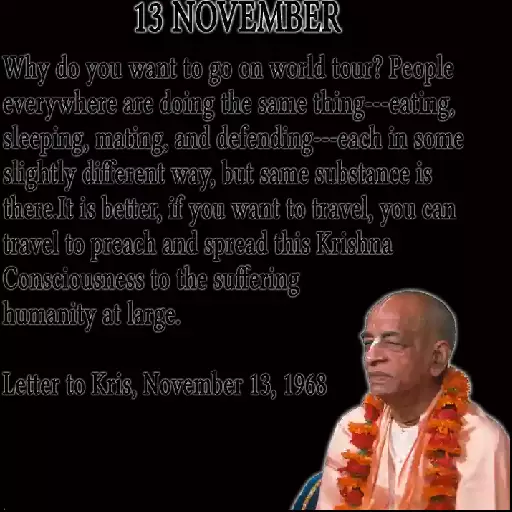 13 NOVEMBER
Why do you want to go on world tour? People
everywhere are doing the same thing---eating,
sleeping, mating, and defending---each in some
slightly different way, but same substance is
there.It is better, if you want to travel, you can
travel to preach and spread this Krishna
Consciousness to the suffering
humanity at large.
Letter to Kris, November 13, 1968